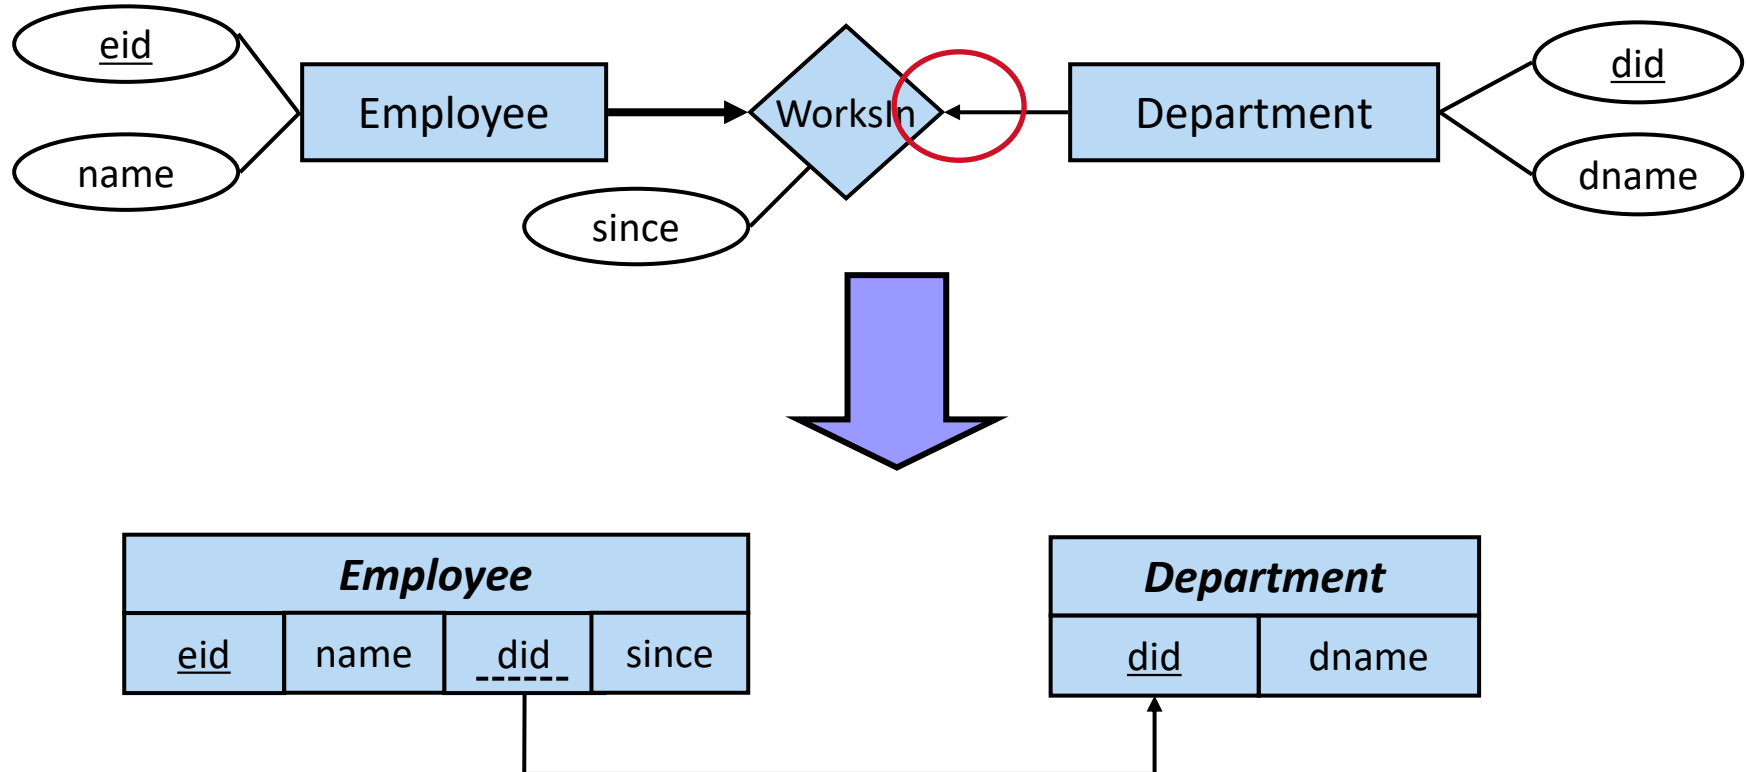 eid
name
Employee
WorksIn
since
Department
did
dname
Employee
eid name did since
Department
did dname